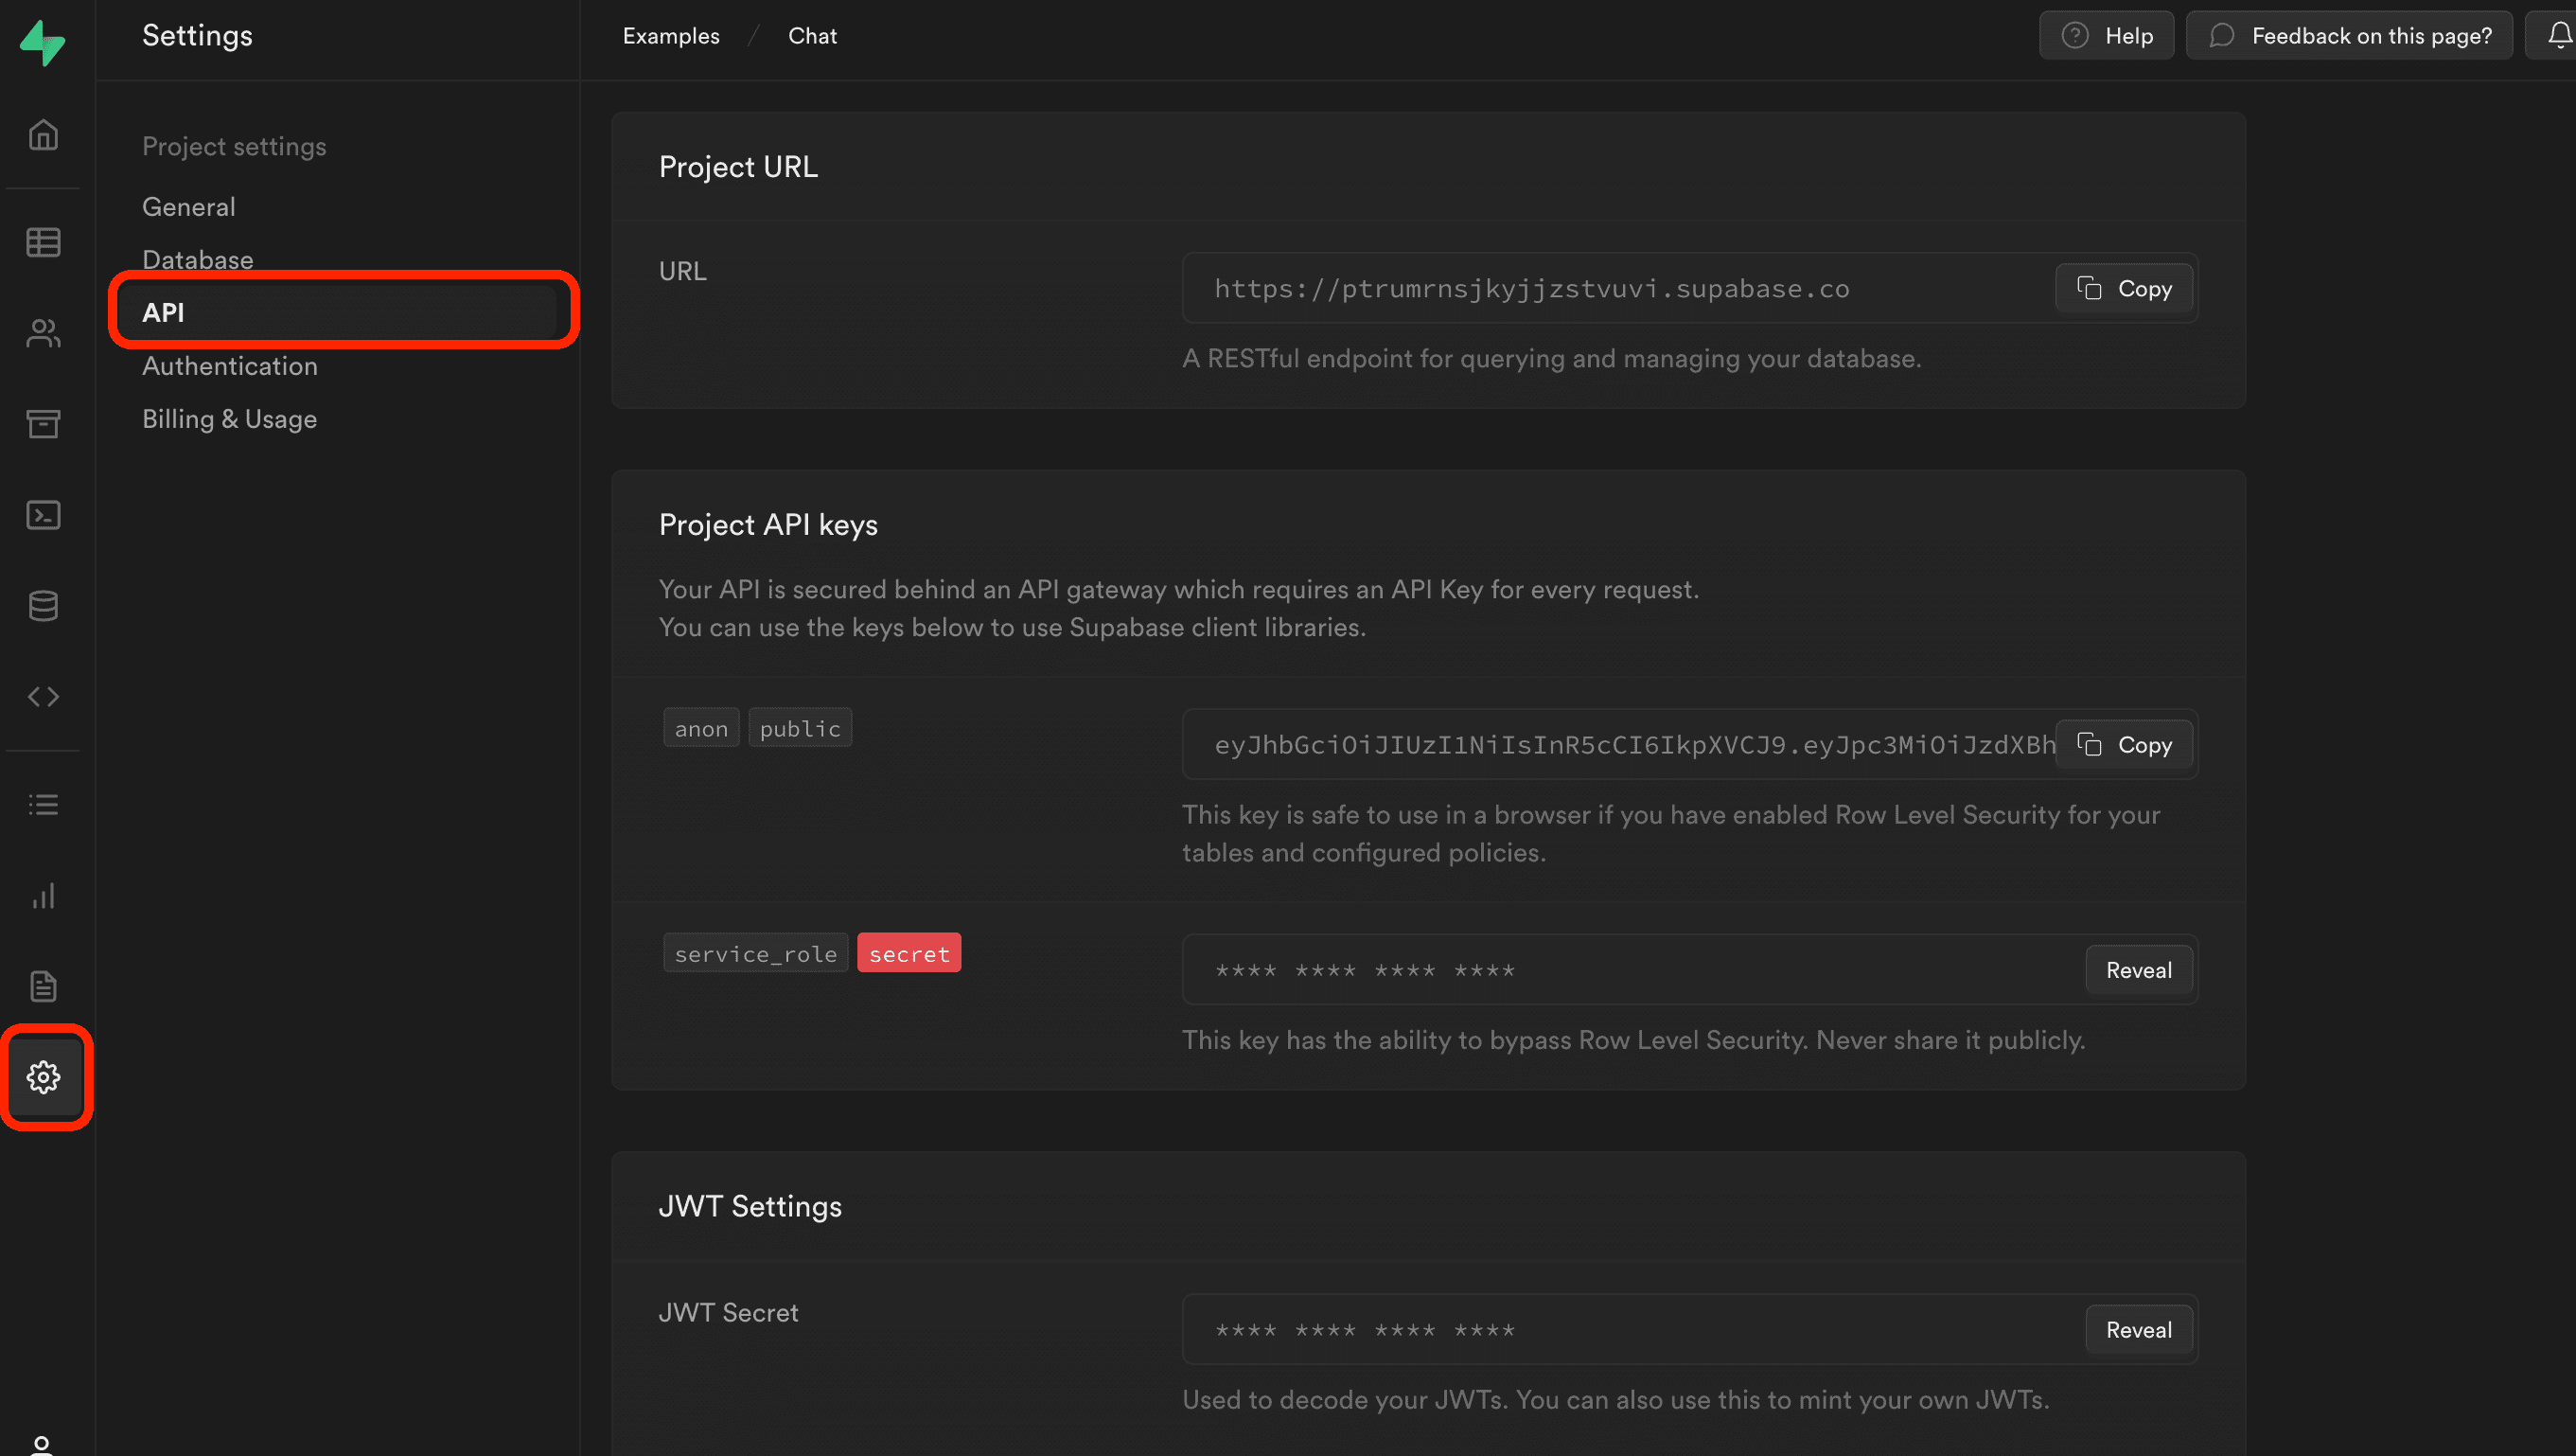 Settings
Examples / Chat
Help
Feedback on this page?
Project settings
General
Database
API
Authentication
Billing & Usage
Project URL
URL
https://ptrumrnsjkyjjzstvuvi.supabase.co
Copy
A RESTful endpoint for querying and managing your database.
Project API keys
Your API is secured behind an API gateway which requires an API Key for every request.
You can use the keys below to use Supabase client libraries.
anon public
eyJhbGciOiJIUzI1NiIsInR5cCI6IkpXVCJ9.eyJpc3MiOiJzdXBh
Copy
This key is safe to use in a browser if you have enabled Row Level Security for your
tables and configured policies.
service_role secret
**** **** **** ****
Reveal
This key has the ability to bypass Row Level Security. Never share it publicly.
JWT Settings
JWT Secret
**** **** **** ****
Reveal
Used to decode your JWTs. You can also use this to mint your own JWTs.